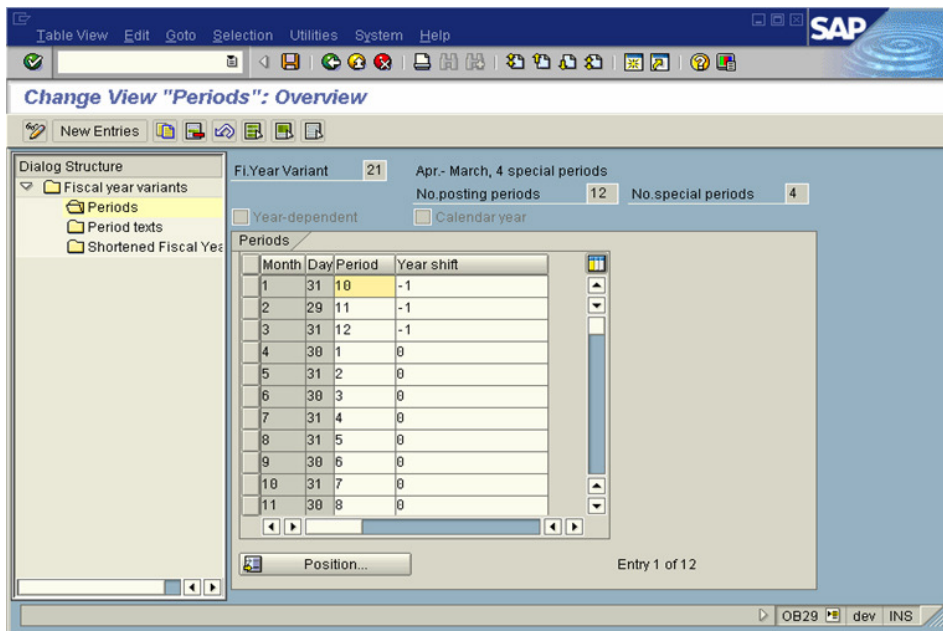 Table View Edit Goto Selection Utilities System Help
SAP
Change View "Periods": Overview
New Entries
Dialog Structure
Fiscal year variants
Periods
Period texts
Shortened Fiscal Yea
Fi.Year Variant 21 Apr.- March, 4 special periods
No.posting periods 12 No.special periods 4
Year-dependent Calendar year
Periods
Month Day Period Year shift
1 31 10 -1
2 29 11 -1
3 31 12 -1
4 30 1 0
5 31 2 0
6 30 3 0
7 31 4 0
8 31 5 0
9 30 6 0
10 31 7 0
11 30 8 0
Position... Entry 1 of 12
OB29 dev INS